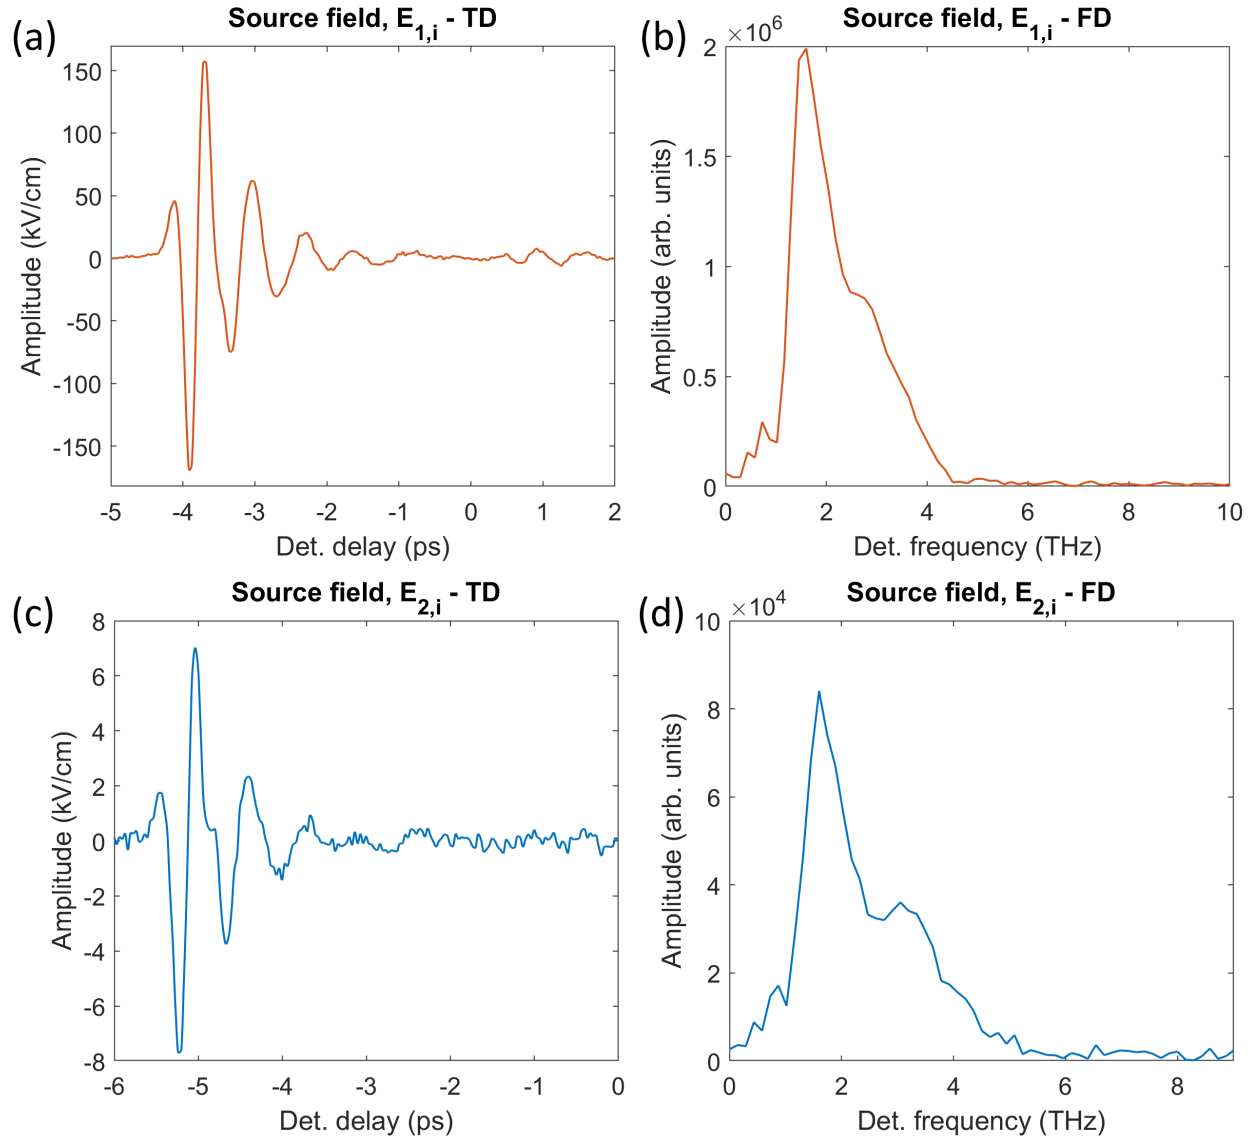 (a)
Source field, E1,i - TD
150
100
50
0
-50
-100
-150
Amplitude (kV/cm)
-5 -4 -3 -2 -1 0 1 2
Det. delay (ps)
(b)
Source field, E1,i - FD
×10^6
2
1.5
1
0.5
0
Amplitude (arb. units)
0 2 4 6 8 10
Det. frequency (THz)
(c)
Source field, E2,i - TD
8
6
4
2
0
-2
-4
-6
-8
Amplitude (kV/cm)
-6 -5 -4 -3 -2 -1 0
Det. delay (ps)
(d)
Source field, E2,i - FD
×10^4
10
8
6
4
2
0
Amplitude (arb. units)
0 2 4 6 8
Det. frequency (THz)